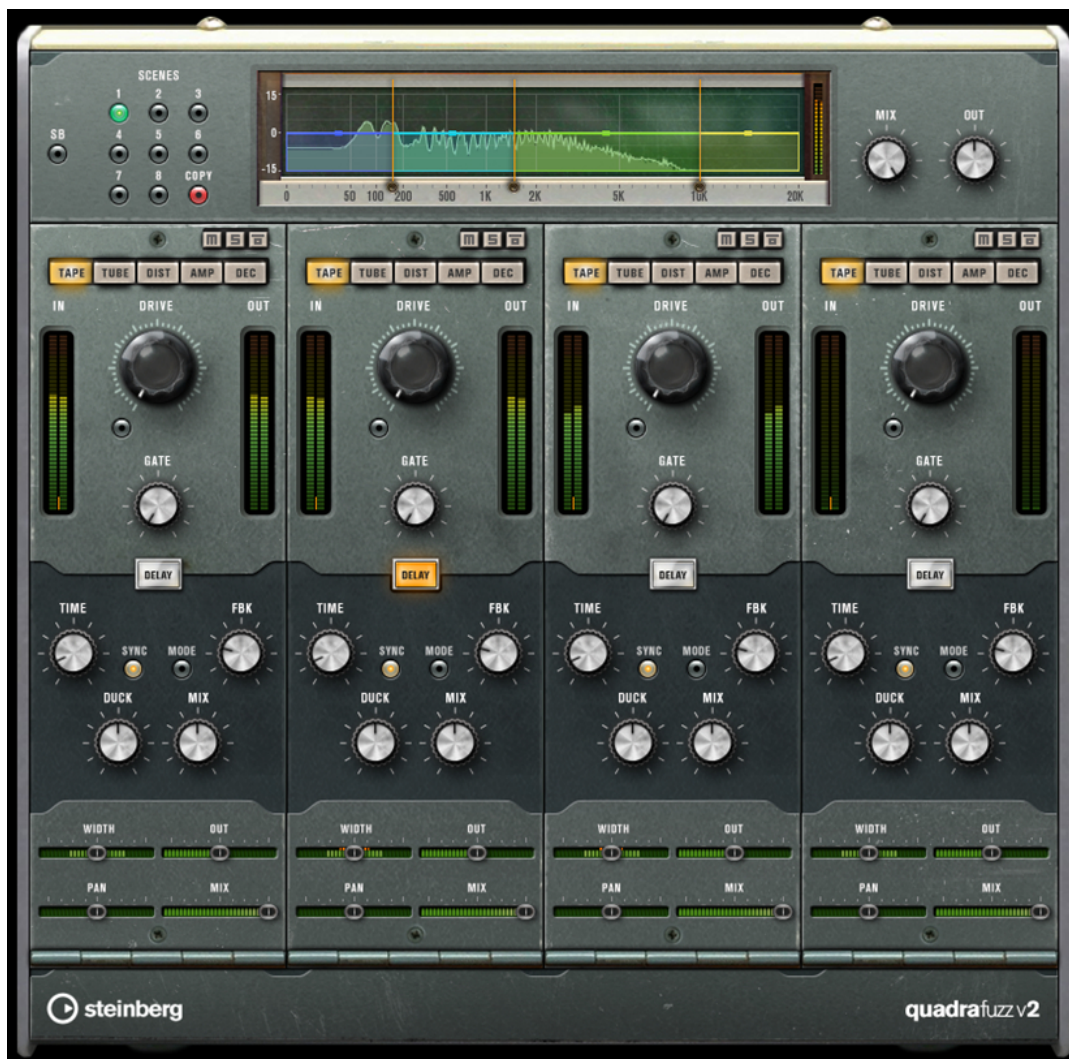 SCENES
1 2 3
SB 4 5 6
7 8 COPY
15
0
-15
0 50 100 200 500 1K 2K 5K 10K 20K
MIX OUT
M S M S M S M S
TAPE TUBE DIST AMP DEC TAPE TUBE DIST AMP DEC TAPE TUBE DIST AMP DEC TAPE TUBE DIST AMP DEC
IN DRIVE OUT IN DRIVE OUT IN DRIVE OUT IN DRIVE OUT
GATE GATE GATE GATE
DELAY DELAY DELAY DELAY
TIME FBK TIME FBK TIME FBK TIME FBK
SYNC MODE SYNC MODE SYNC MODE SYNC MODE
DUCK MIX DUCK MIX DUCK MIX DUCK MIX
WIDTH OUT WIDTH OUT WIDTH OUT WIDTH OUT
PAN MIX PAN MIX PAN MIX PAN MIX
steinberg quadrafuzz v2